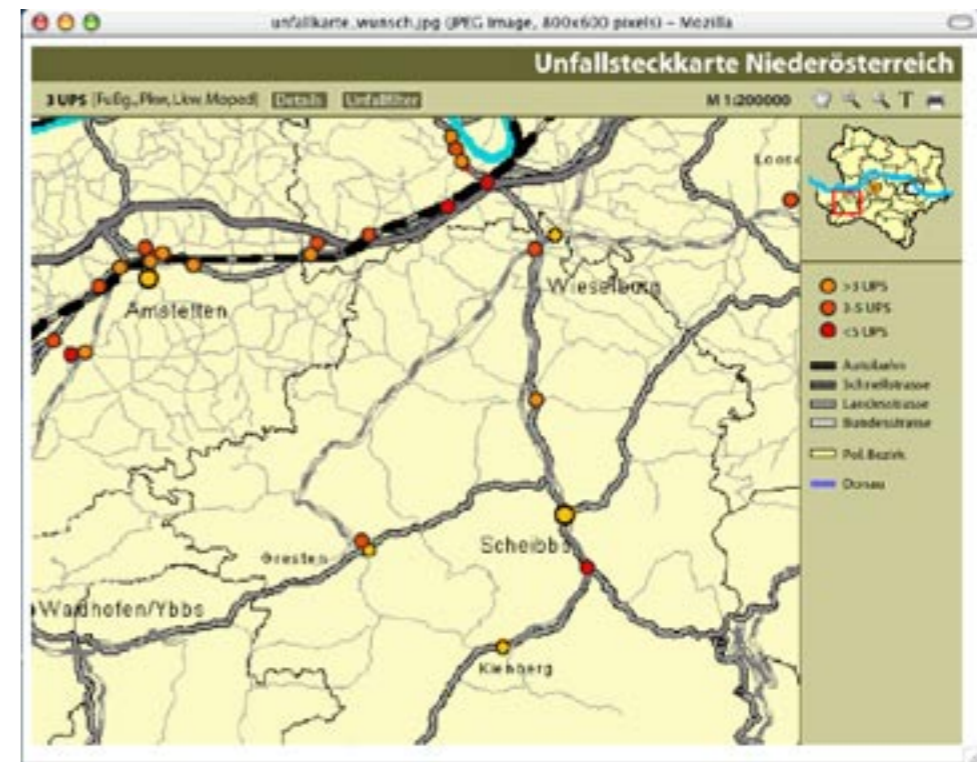 unfallkarte_wunsch.jpg (JPEG Image, 800x600 pixels) – Mozilla
Unfallsteckkarte Niederösterreich
3 UPS (Fußg., Pkw, Lkw, Moped) Details Unfallfilter M 1:200000 T
Loos
Wieselburg
Amstetten
>3 UPS
3-5 UPS
<5 UPS
Autobahn
Schnellstrasse
Landesstrasse
Bundesstrasse
Pol. Bezirk
Donau
Scheibbs
Gresten
Waidhofen/Ybbs
Kienberg